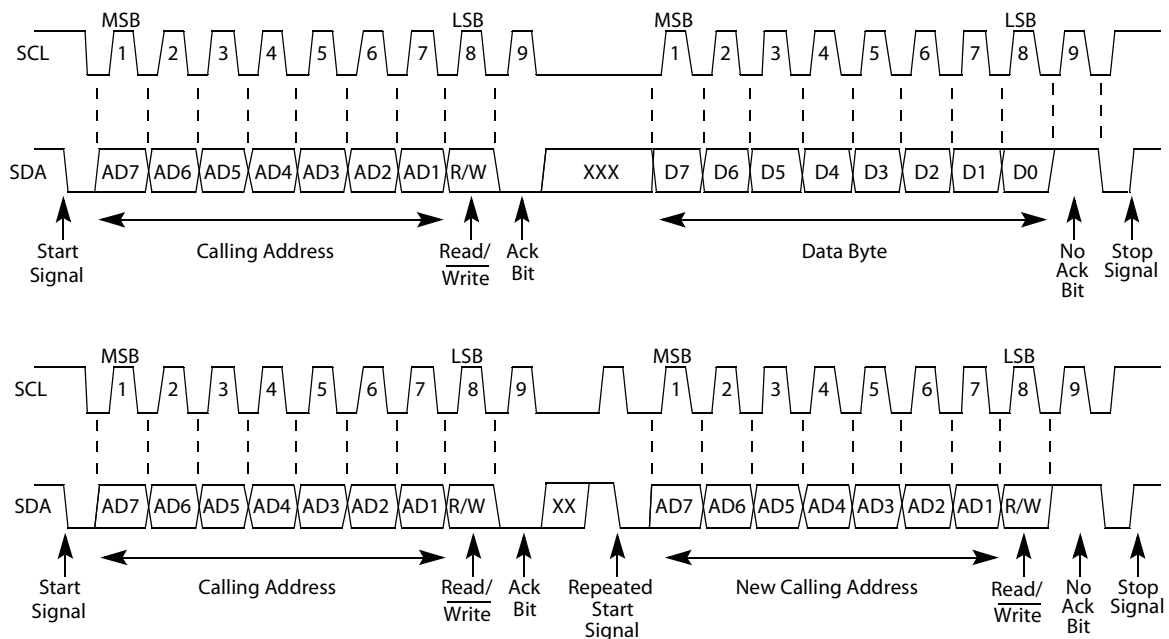 MSB LSB MSB LSB
SCL 1 2 3 4 5 6 7 8 9 1 2 3 4 5 6 7 8 9
SDA AD7 AD6 AD5 AD4 AD3 AD2 AD1 R/W XXX D7 D6 D5 D4 D3 D2 D1 D0
Start Signal
Calling Address
Read/
Write
Ack
Bit
Data Byte
No
Ack
Bit
Stop
Signal
MSB LSB MSB LSB
SCL 1 2 3 4 5 6 7 8 9 1 2 3 4 5 6 7 8 9
SDA AD7 AD6 AD5 AD4 AD3 AD2 AD1 R/W XX AD7 AD6 AD5 AD4 AD3 AD2 AD1 R/W
Start
Signal
Calling Address
Read/
Write
Ack
Bit
Repeated
Start
Signal
New Calling Address
Read/
Write
No
Ack
Bit
Stop
Signal